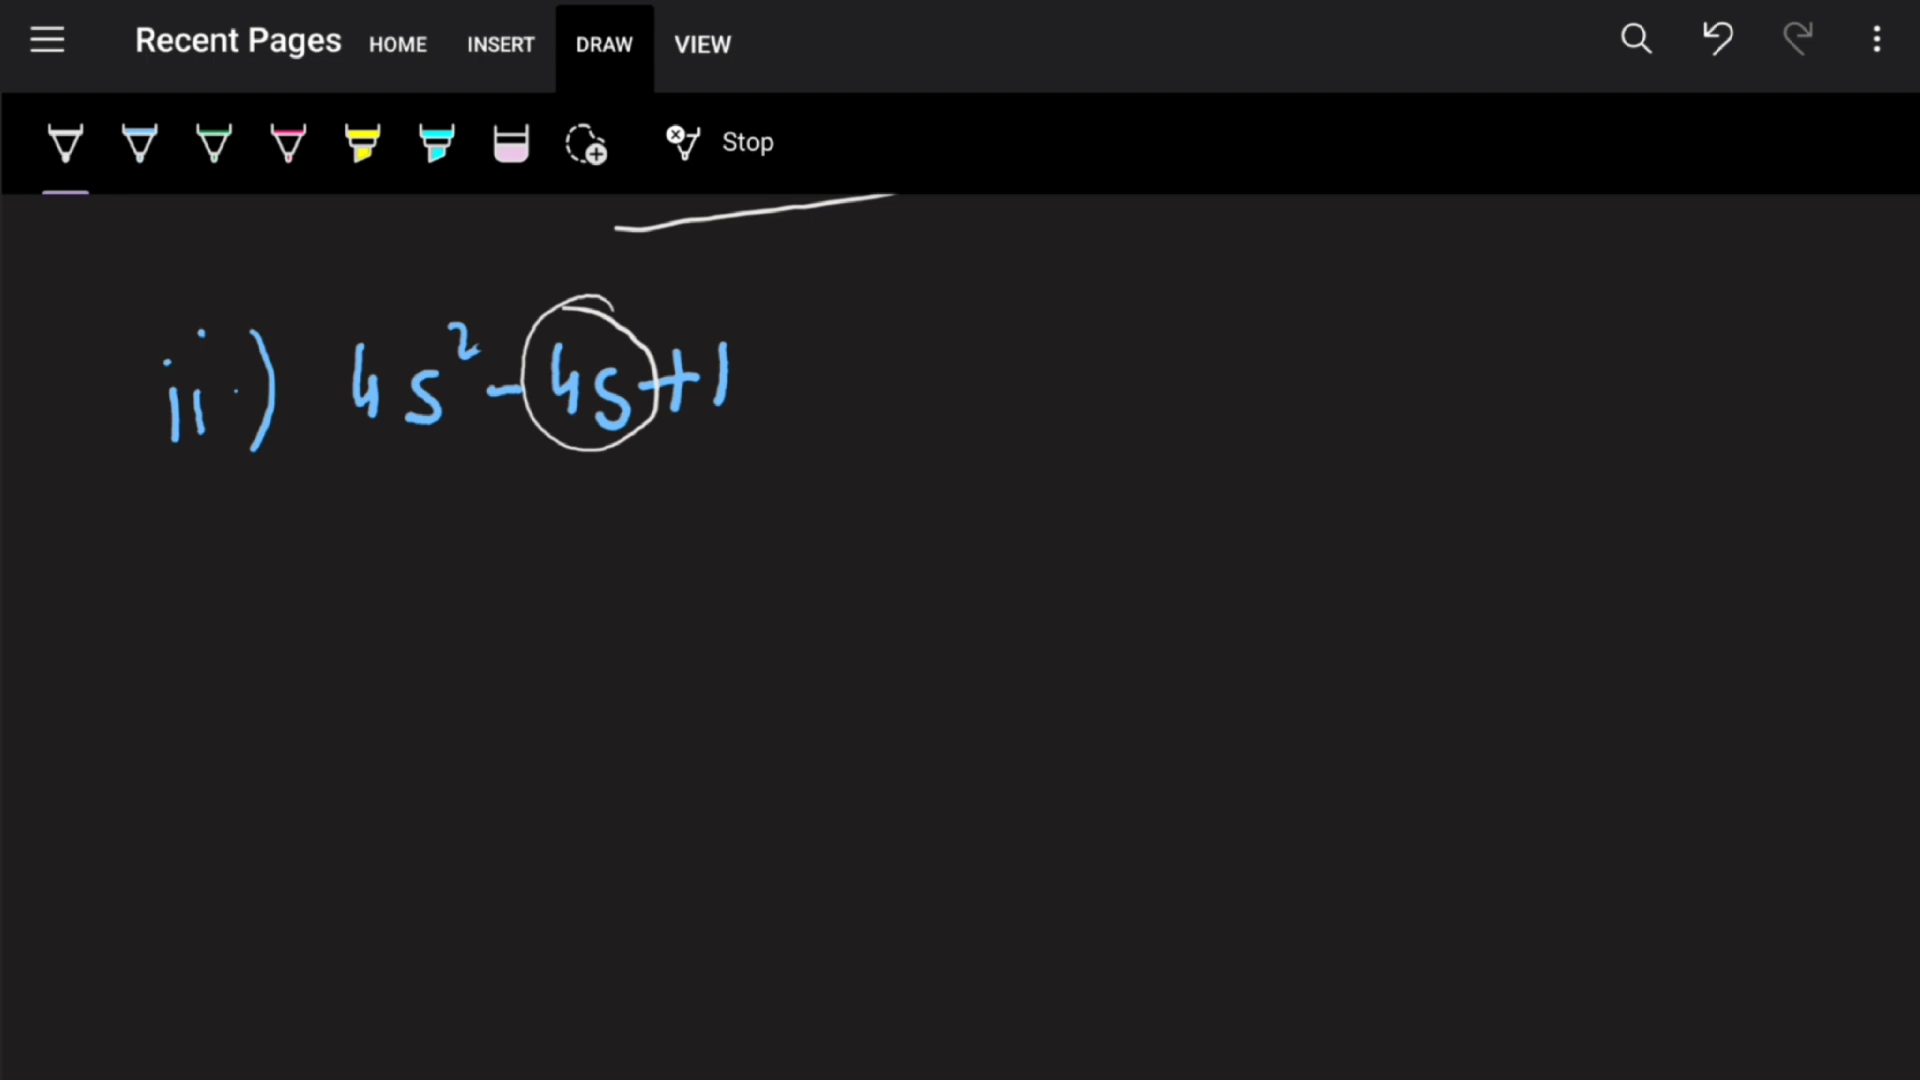 Recent Pages HOME INSERT DRAW VIEW
Stop
ii) 4s² - 4s + 1